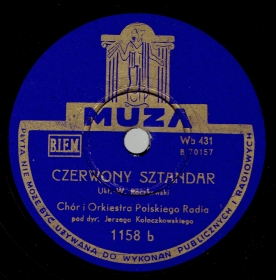 MUZA
B.I.E.M
Wa 431
B 70157
CZERWONY SZTANDAR
Ukł. W.
Chór i Orkiestra Polskiego Radia
pod dyr: Jerzego Kołaczkowskiego
1158 b
PŁYTA NIE MOŻE BYĆ UŻYWANA DO WYKONAŃ PUBLICZNYCH I RADIOWYCH